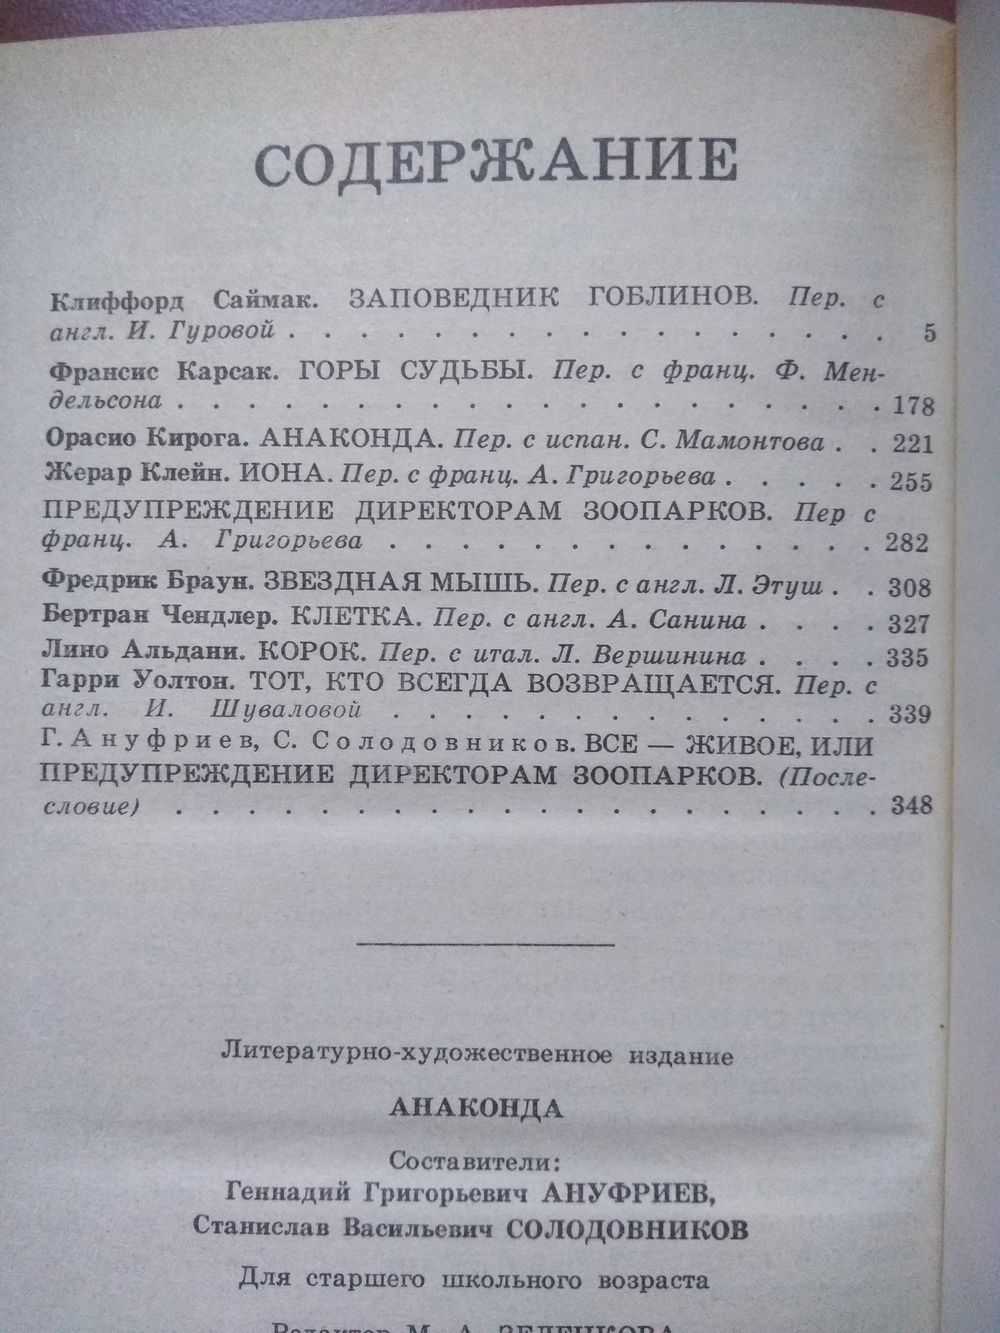 СОДЕРЖАНИЕ
Клиффорд Саймак. ЗАПОВЕДНИК ГОБЛИНОВ. Пер. с
англ. И. Гуровой . . . . . . . . . . . . . . . . . 5
Франсис Карсак. ГОРЫ СУДЬБЫ. Пер. с франц. Ф. Мен-
дельсона . . . . . . . . . . . . . . . . . . . . 178
Орасио Кирога. АНАКОНДА. Пер. с испан. С. Мамонтова . . 221
Жерар Клейн. ИОНА. Пер. с франц. А. Григорьева . . . . . 255
ПРЕДУПРЕЖДЕНИЕ ДИРЕКТОРАМ ЗООПАРКОВ. Пер с
франц. А. Григорьева . . . . . . . . . . . . . . 282
Фредрик Браун. ЗВЕЗДНАЯ МЫШЬ. Пер. с англ. Л. Этуш . . 308
Бертран Чендлер. КЛЕТКА. Пер. с англ. А. Санина . . . . 327
Лино Альдани. КОРОК. Пер. с итал. Л. Вершинина . . . . 335
Гарри Уолтон. ТОТ, КТО ВСЕГДА ВОЗВРАЩАЕТСЯ. Пер. с
англ. И. Шуваловой . . . . . . . . . . . . . . 339
Г. Ануфриев, С. Солодовников. ВСЕ — ЖИВОЕ, ИЛИ
ПРЕДУПРЕЖДЕНИЕ ДИРЕКТОРАМ ЗООПАРКОВ. (После-
словие) . . . . . . . . . . . . . . . . . . . . 348
Литературно-художественное издание
АНАКОНДА
Составители:
Геннадий Григорьевич АНУФРИЕВ,
Станислав Васильевич СОЛОДОВНИКОВ
Для старшего школьного возраста
Редактор М. А. ЗЕЛЕНКОВА